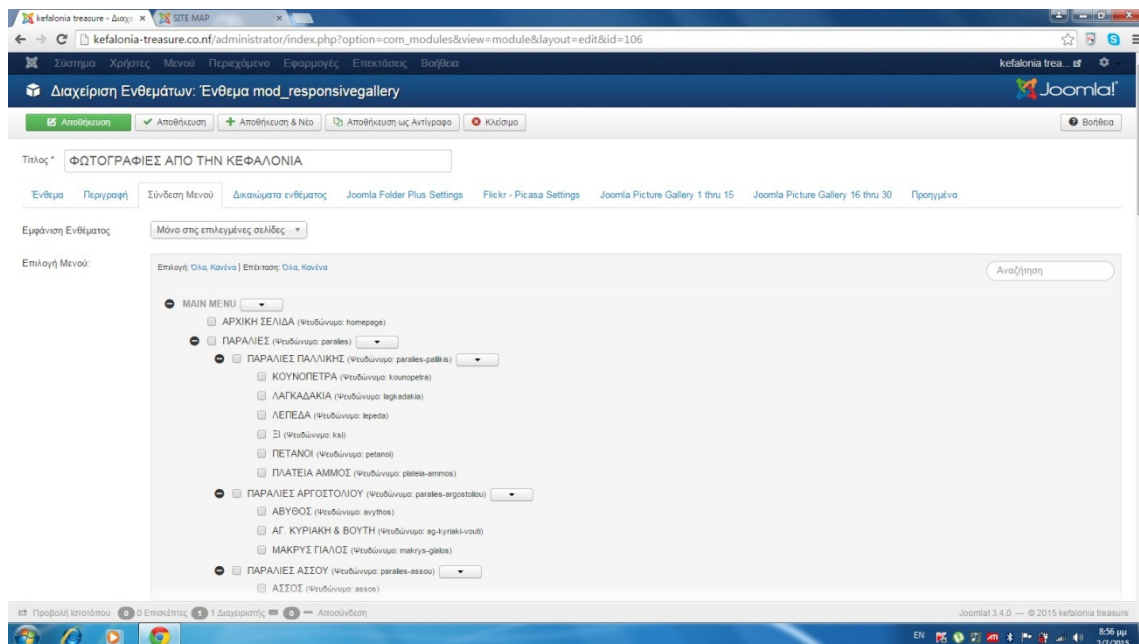 kefalonia treasure - Διαχε × SITE MAP ×
kefalonia-treasure.co.nf/administrator/index.php?option=com_modules&view=module&layout=edit&id=106
Σύστημα Χρήστες Μενού Περιεχόμενο Εφαρμογές Επεκτάσεις Βοήθεια kefalonia trea...
Διαχείριση Ενθεμάτων: Ένθεμα mod_responsivegallery Joomla!
Αποθήκευση Αποθήκευση Αποθήκευση & Νέο Αποθήκευση ως Αντίγραφο Κλείσιμο Βοήθεια
Τίτλος * ΦΩΤΟΓΡΑΦΙΕΣ ΑΠΟ ΤΗΝ ΚΕΦΑΛΟΝΙΑ
Ένθεμα Περιγραφή Σύνδεση Μενού Δικαιώματα ενθέματος Joomla Folder Plus Settings Flickr - Picasa Settings Joomla Picture Gallery 1 thru 15 Joomla Picture Gallery 16 thru 30 Προηγμένα
Εμφάνιση Ενθέματος Μόνο στις επιλεγμένες σελίδες
Επιλογή Μενού: Επιλογή: Όλα, Κανένα | Επέκταση: Όλα, Κανένα Αναζήτηση
MAIN MENU
ΑΡΧΙΚΗ ΣΕΛΙΔΑ (Ψευδώνυμο: homepage)
ΠΑΡΑΛΙΕΣ (Ψευδώνυμο: paralies)
ΠΑΡΑΛΙΕΣ ΠΑΛΛΙΚΗΣ (Ψευδώνυμο: paralies-pallikis)
ΚΟΥΝΟΠΕΤΡΑ (Ψευδώνυμο: kounopetra)
ΛΑΓΚΑΔΑΚΙΑ (Ψευδώνυμο: lagkadakia)
ΛΕΠΕΔΑ (Ψευδώνυμο: lepeda)
ΞΙ (Ψευδώνυμο: ksi)
ΠΕΤΑΝΟΙ (Ψευδώνυμο: petanoi)
ΠΛΑΤΕΙΑ ΑΜΜΟΣ (Ψευδώνυμο: plateia-ammos)
ΠΑΡΑΛΙΕΣ ΑΡΓΟΣΤΟΛΙΟΥ (Ψευδώνυμο: paralies-argostoliou)
ΑΒΥΘΟΣ (Ψευδώνυμο: avythos)
ΑΓ. ΚΥΡΙΑΚΗ & ΒΟΥΤΗ (Ψευδώνυμο: ag-kyriaki-vouti)
ΜΑΚΡΥΣ ΓΙΑΛΟΣ (Ψευδώνυμο: makrys-gialos)
ΠΑΡΑΛΙΕΣ ΑΣΣΟΥ (Ψευδώνυμο: paralies-assou)
ΑΣΣΟΣ (Ψευδώνυμο: assos)
Προβολή Ιστοτόπου 0 0 Επισκέπτες 1 1 Διαχειριστής 0 Αποσύνδεση Joomla! 3.4.0 — © 2015 kefalonia treasure
EN 8:56 μμ
2/7/2015